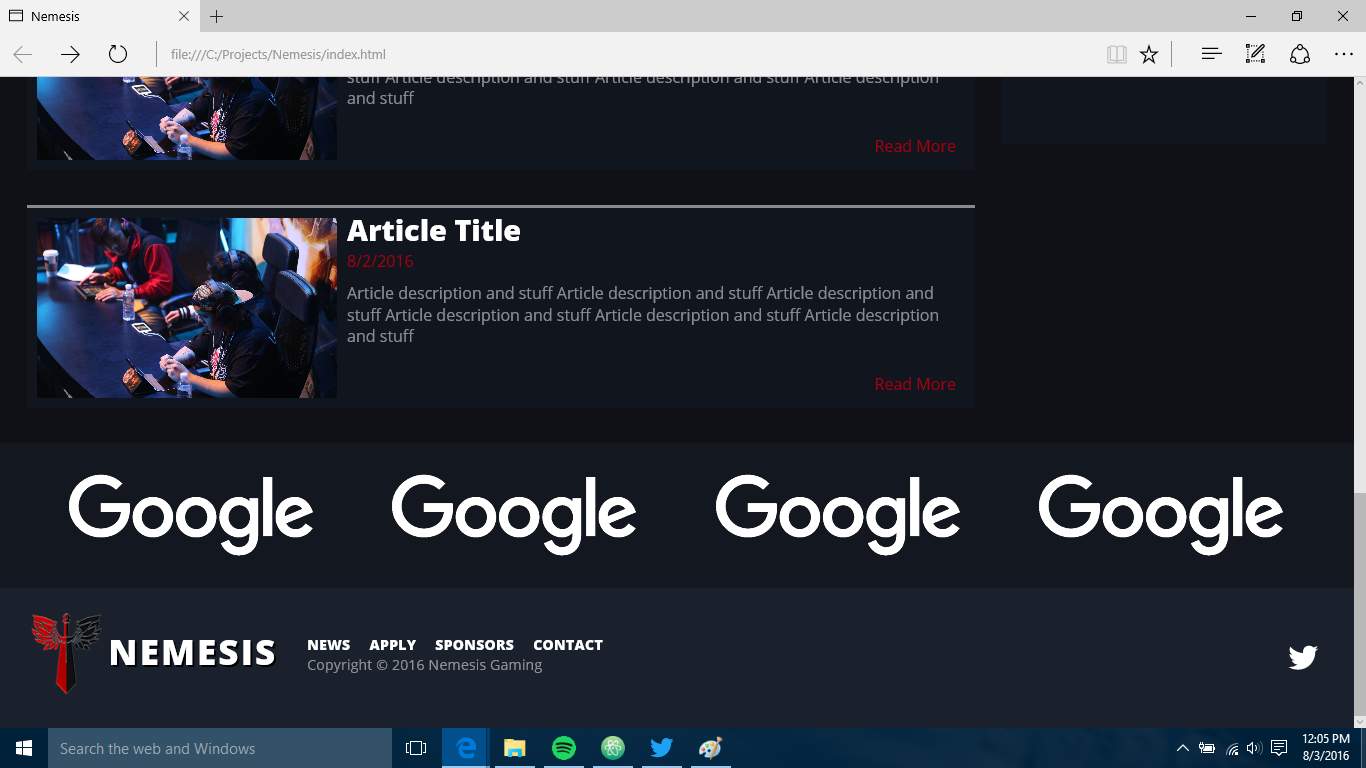 Nemesis
file:///C:/Projects/Nemesis/index.html
stuff Article description and stuff Article description and stuff Article description
and stuff
Read More
Article Title
8/2/2016
Article description and stuff Article description and stuff Article description and
stuff Article description and stuff Article description and stuff Article description
and stuff
Read More
Google Google Google Google
NEMESIS
NEWS APPLY SPONSORS CONTACT
Copyright © 2016 Nemesis Gaming
Search the web and Windows
12:05 PM
8/3/2016